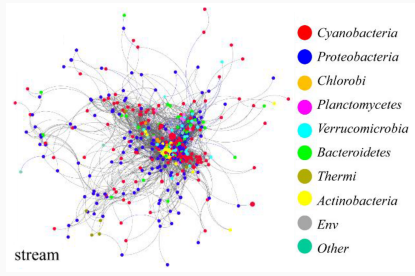 Cyanobacteria
Proteobacteria
Chlorobi
Planctomycetes
Verrucomicrobia
Bacteroidetes
Thermi
Actinobacteria
Env
Other
stream